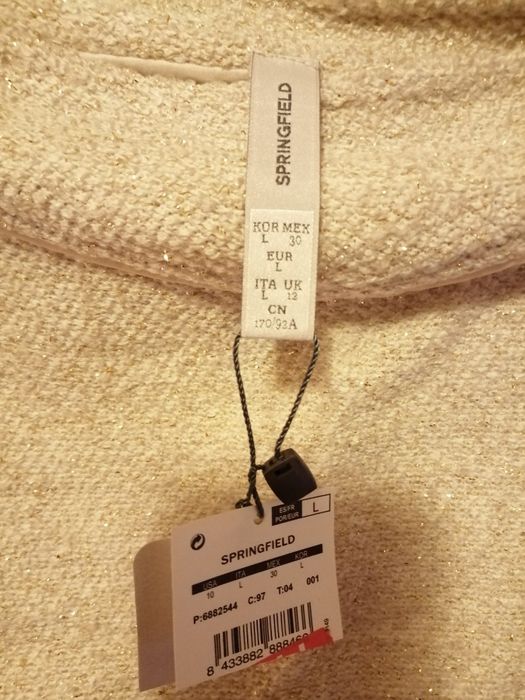 SPRINGFIELD
KOR MEX
L 30
EUR
L
ITA UK
L 12
CN
170/92A
ES/FR
POR/EUR L
SPRINGFIELD
USA ITA MEX KOR
10 L 30 L
P:6882544 C:97 T:04 001
8 433882 88846